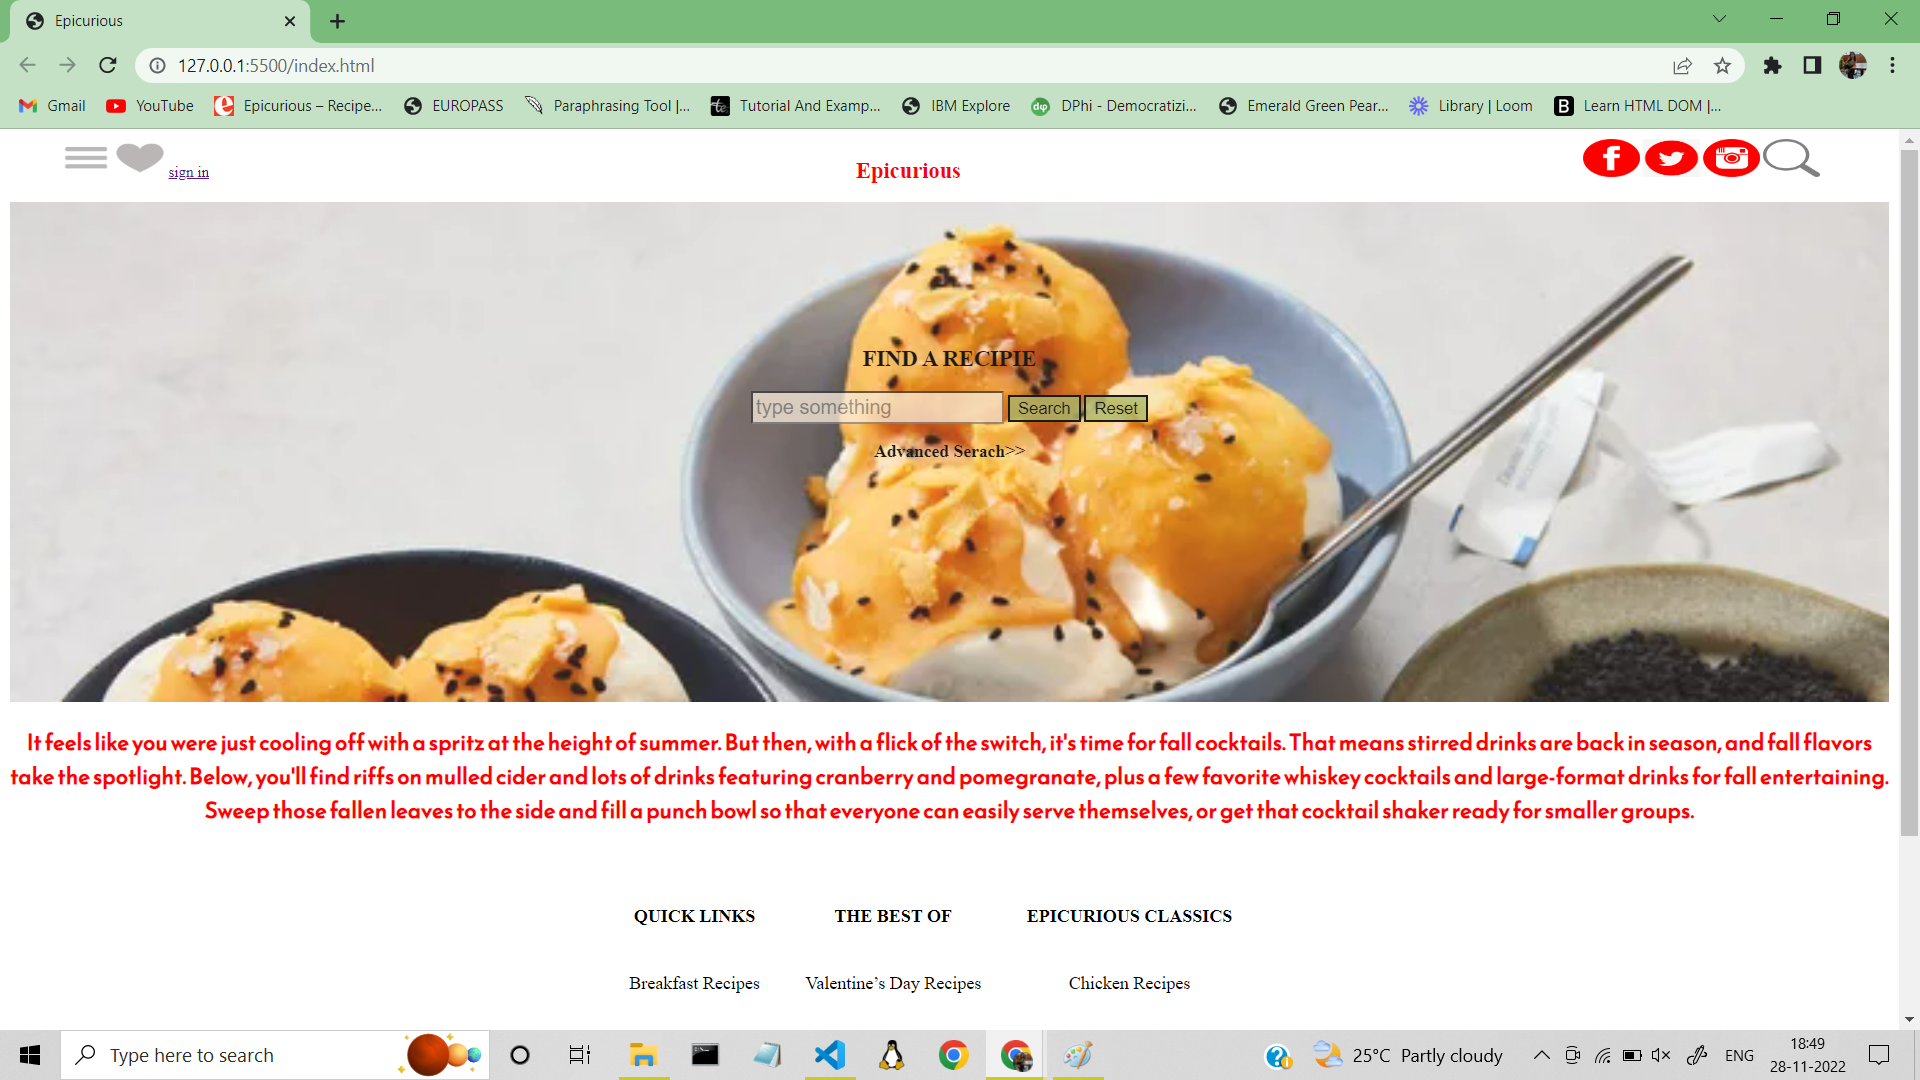 Epicurious
127.0.0.1:5500/index.html
Gmail YouTube Epicurious – Recipe... EUROPASS Paraphrasing Tool |... Tutorial And Examp... IBM Explore DPhi - Democratizi... Emerald Green Pear... Library | Loom Learn HTML DOM |...
sign in
Epicurious
FIND A RECIPIE
type something Search Reset
Advanced Serach>>
It feels like you were just cooling off with a spritz at the height of summer. But then, with a flick of the switch, it's time for fall cocktails. That means stirred drinks are back in season, and fall flavors
take the spotlight. Below, you'll find riffs on mulled cider and lots of drinks featuring cranberry and pomegranate, plus a few favorite whiskey cocktails and large-format drinks for fall entertaining.
Sweep those fallen leaves to the side and fill a punch bowl so that everyone can easily serve themselves, or get that cocktail shaker ready for smaller groups.
QUICK LINKS THE BEST OF EPICURIOUS CLASSICS
Breakfast Recipes Valentine’s Day Recipes Chicken Recipes
Type here to search
25°C Partly cloudy
ENG
18:49
28-11-2022